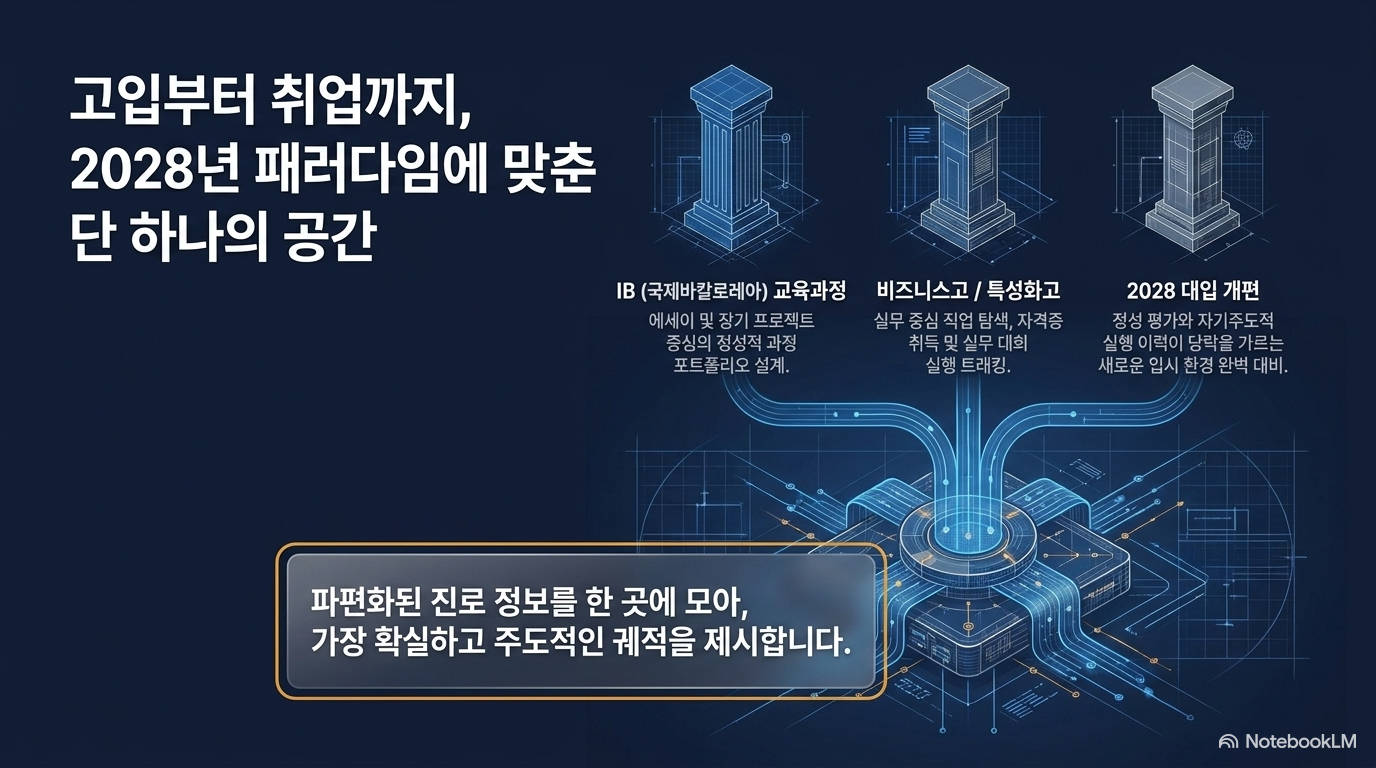 고입부터 취업까지,
2028년 패러다임에 맞춘
단 하나의 공간
IB (국제바칼로레아) 교육과정
에세이 및 장기 프로젝트
중심의 정성적 과정
포트폴리오 설계.
비즈니스고 / 특성화고
실무 중심 직업 탐색, 자격증
취득 및 실무 대회
실행 트래킹.
2028 대입 개편
정성 평가와 자기주도적
실행 이력이 당락을 가르는
새로운 입시 환경 완벽 대비.
파편화된 진로 정보를 한 곳에 모아,
가장 확실하고 주도적인 궤적을 제시합니다.
NotebookLM